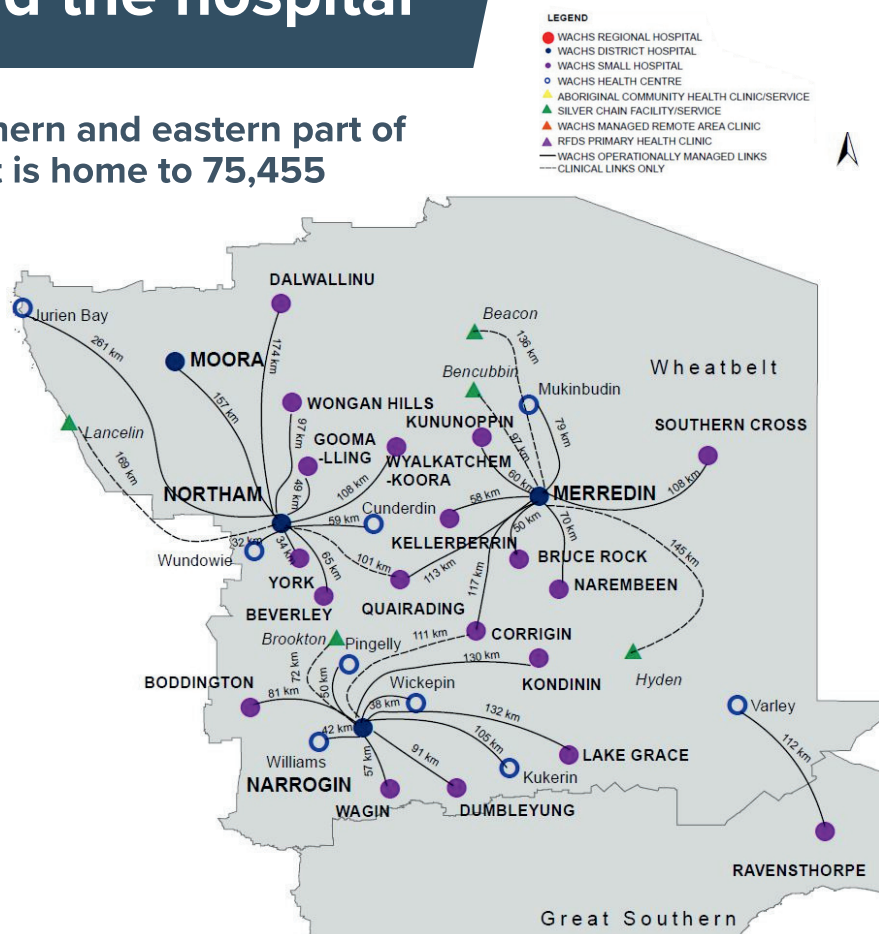 d the hospital
hern and eastern part of
t is home to 75,455
LEGEND
WACHS REGIONAL HOSPITAL
WACHS DISTRICT HOSPITAL
WACHS SMALL HOSPITAL
WACHS HEALTH CENTRE
ABORIGINAL COMMUNITY HEALTH CLINIC/SERVICE
SILVER CHAIN FACILITY/SERVICE
WACHS MANAGED REMOTE AREA CLINIC
RFDS PRIMARY HEALTH CLINIC
WACHS OPERATIONALLY MANAGED LINKS
CLINICAL LINKS ONLY
DALWALLINU
Jurien Bay
Beacon
261 km
174 km
136 km
MOORA
Wheatbelt
Bencubbin
Mukinbudin
157 km
WONGAN HILLS
KUNUNOPPIN
79 km
SOUTHERN CROSS
Lancelin
97 km
GOOMA
-LLING
97 km
WYALKATCHEM
-KOORA
169 km
60 km
108 km
NORTHAM
49 km
108 km
58 km
MERREDIN
Cunderdin
59 km
50 km
70 km
KELLERBERRIN
32 km
34 km
145 km
Wundowie
65 km
101 km
113 km
BRUCE ROCK
YORK
117 km
NAREMBEEN
BEVERLEY
QUAIRADING
Brookton
Pingelly
111 km
CORRIGIN
72 km
50 km
130 km
BODDINGTON
81 km
Wickepin
KONDININ
Hyden
38 km
132 km
Varley
42 km
105 km
112 km
Williams
57 km
91 km
LAKE GRACE
NARROGIN
Kukerin
WAGIN
DUMBLEYUNG
RAVENSTHORPE
Great Southern